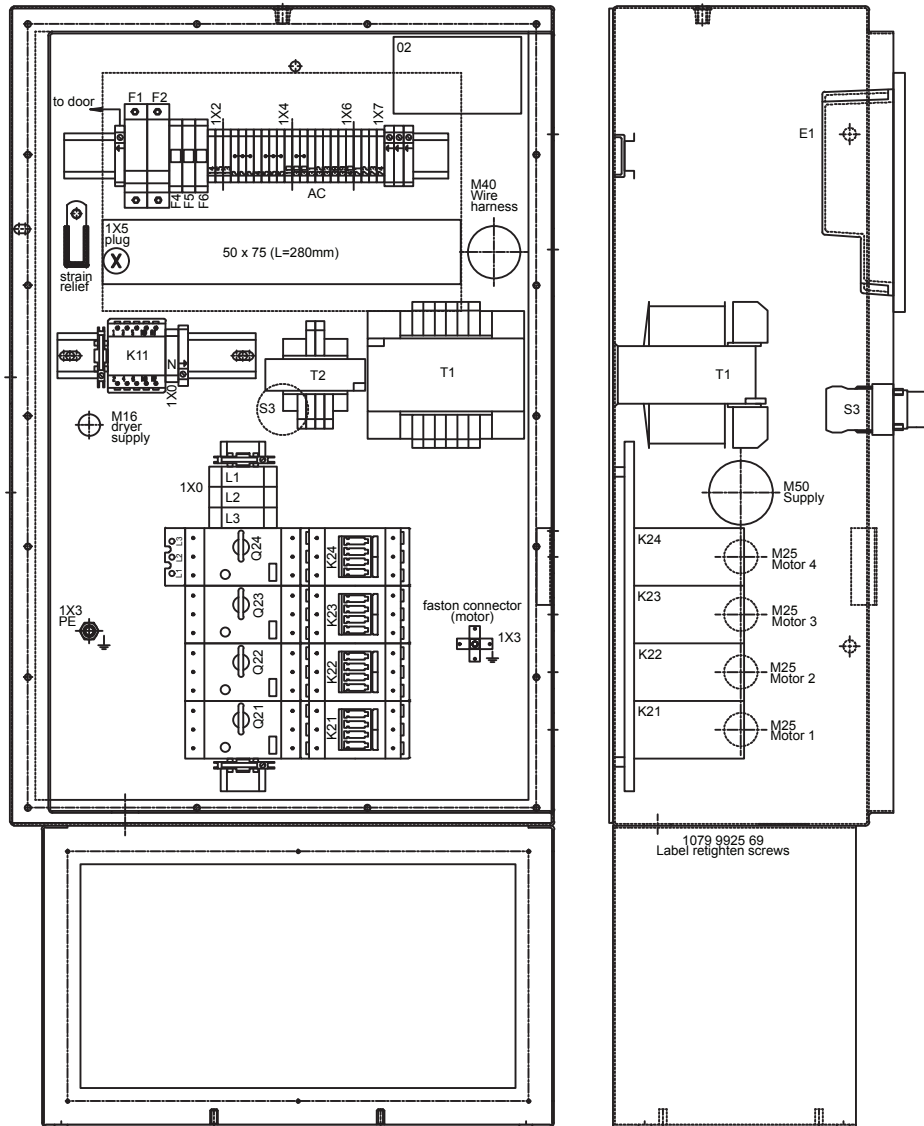 02
F1 F2
to door
1X2
1X4
1X6
1X7
F4
F5
F6
AC
M40
Wire
harness
1X5
plug
X
50 x 75 (L=280mm)
strain
relief
K11
N
1X0
T2
T1
S3
M16
dryer
supply
1X0
L1
L2
L3
L3
L2
L1
Q24
K24
Q23
K23
Q22
K22
Q21
K21
1X3
PE
faston connector
(motor)
1X3
E1
T1
S3
M50
Supply
K24
M25
Motor 4
K23
M25
Motor 3
K22
M25
Motor 2
K21
M25
Motor 1
1079 9925 69
Label retighten screws